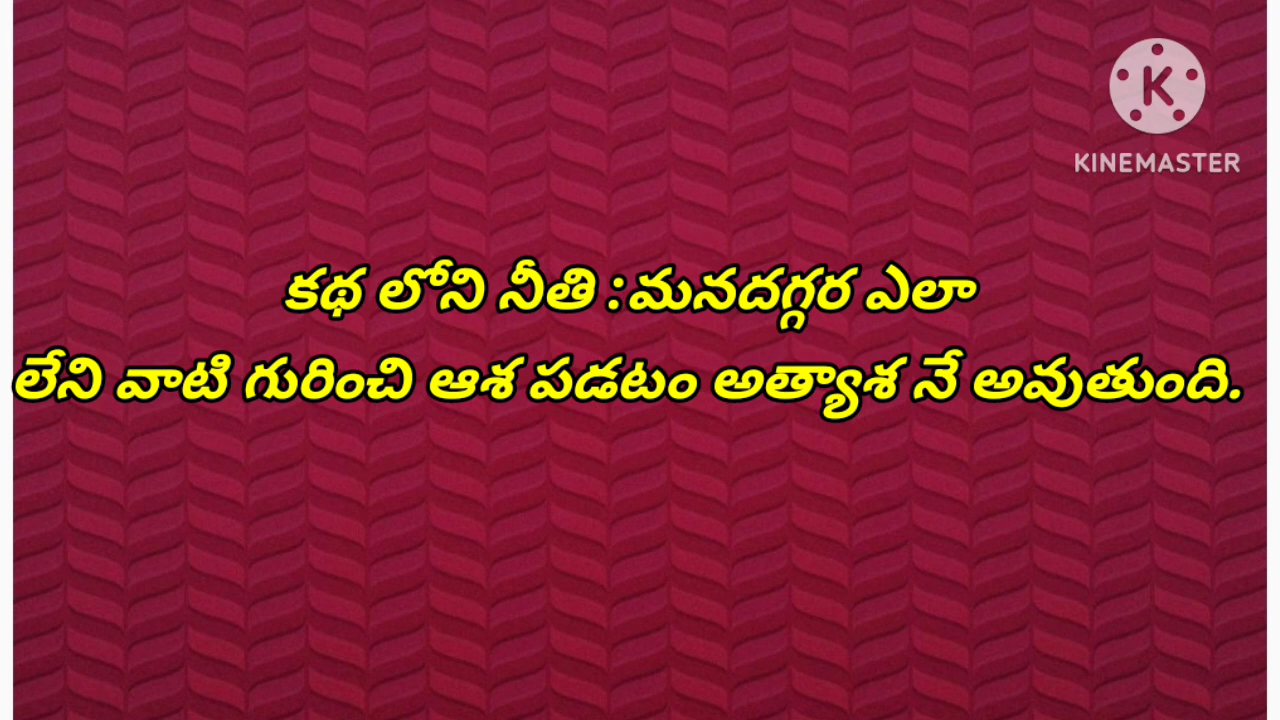 KINEMASTER
కథ లోని నీతి :మనదగ్గర ఎలా
లేని వాటి గురించి ఆశ పడటం అత్యాశ నే అవుతుంది.